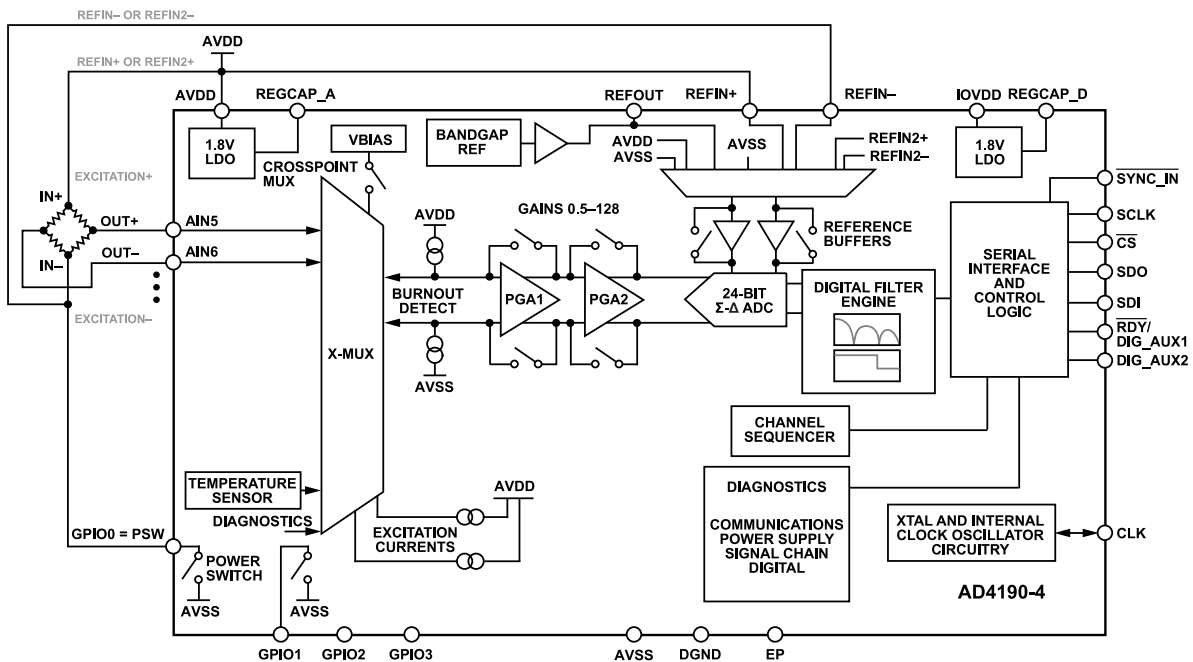 REFIN– OR REFIN2–
AVDD
REFIN+ OR REFIN2+
AVDD
REGCAP_A
REFOUT
REFIN+
REFIN–
IOVDD
REGCAP_D
1.8V
LDO
VBIAS
CROSSPOINT
MUX
BANDGAP
REF
AVDD
AVSS
AVSS
REFIN2+
REFIN2–
1.8V
LDO
EXCITATION+
IN+
OUT+
AIN5
OUT–
AIN6
IN–
EXCITATION–
AVDD
GAINS 0.5–128
REFERENCE
BUFFERS
BURNOUT
DETECT
PGA1
PGA2
24-BIT
Σ-Δ ADC
DIGITAL FILTER
ENGINE
SERIAL
INTERFACE
AND
CONTROL
LOGIC
SYNC_IN
SCLK
CS
SDO
SDI
RDY/
DIG_AUX1
DIG_AUX2
X-MUX
AVSS
CHANNEL
SEQUENCER
TEMPERATURE
SENSOR
DIAGNOSTICS
AVDD
EXCITATION
CURRENTS
DIAGNOSTICS
COMMUNICATIONS
POWER SUPPLY
SIGNAL CHAIN
DIGITAL
XTAL AND INTERNAL
CLOCK OSCILLATOR
CIRCUITRY
CLK
GPIO0 = PSW
POWER
SWITCH
AVSS
AVSS
AD4190-4
GPIO1
GPIO2
GPIO3
AVSS
DGND
EP